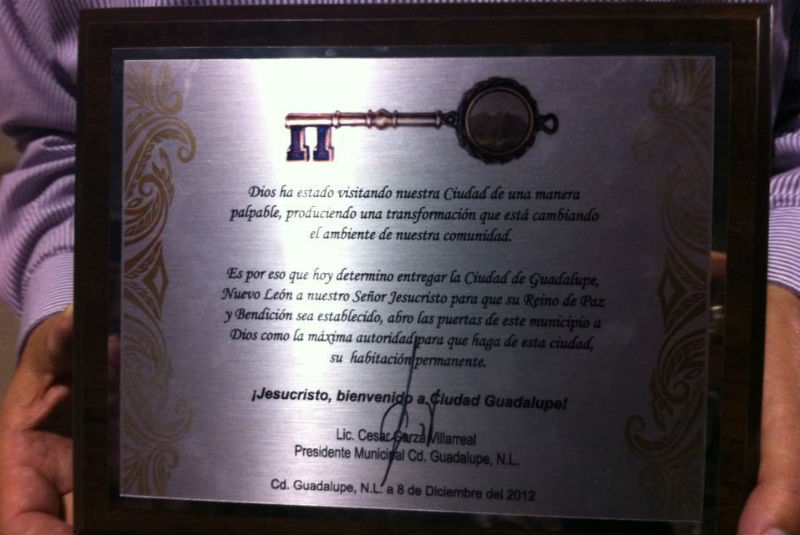 Dios ha estado visitando nuestra Ciudad de una manera
palpable, produciendo una transformación que está cambiando
el ambiente de nuestra comunidad.
Es por eso que hoy determino entregar la Ciudad de Guadalupe,
Nuevo León a nuestro Señor Jesucristo para que su Reino de Paz
y Bendición sea establecido, abro las puertas de este municipio a
Dios como la máxima autoridad para que haga de esta ciudad,
su habitación permanente.
¡Jesucristo, bienvenido a Ciudad Guadalupe!
Lic. Cesar Garza Villarreal
Presidente Municipal Cd. Guadalupe, N.L.
Cd. Guadalupe, N.L. a 8 de Diciembre del 2012